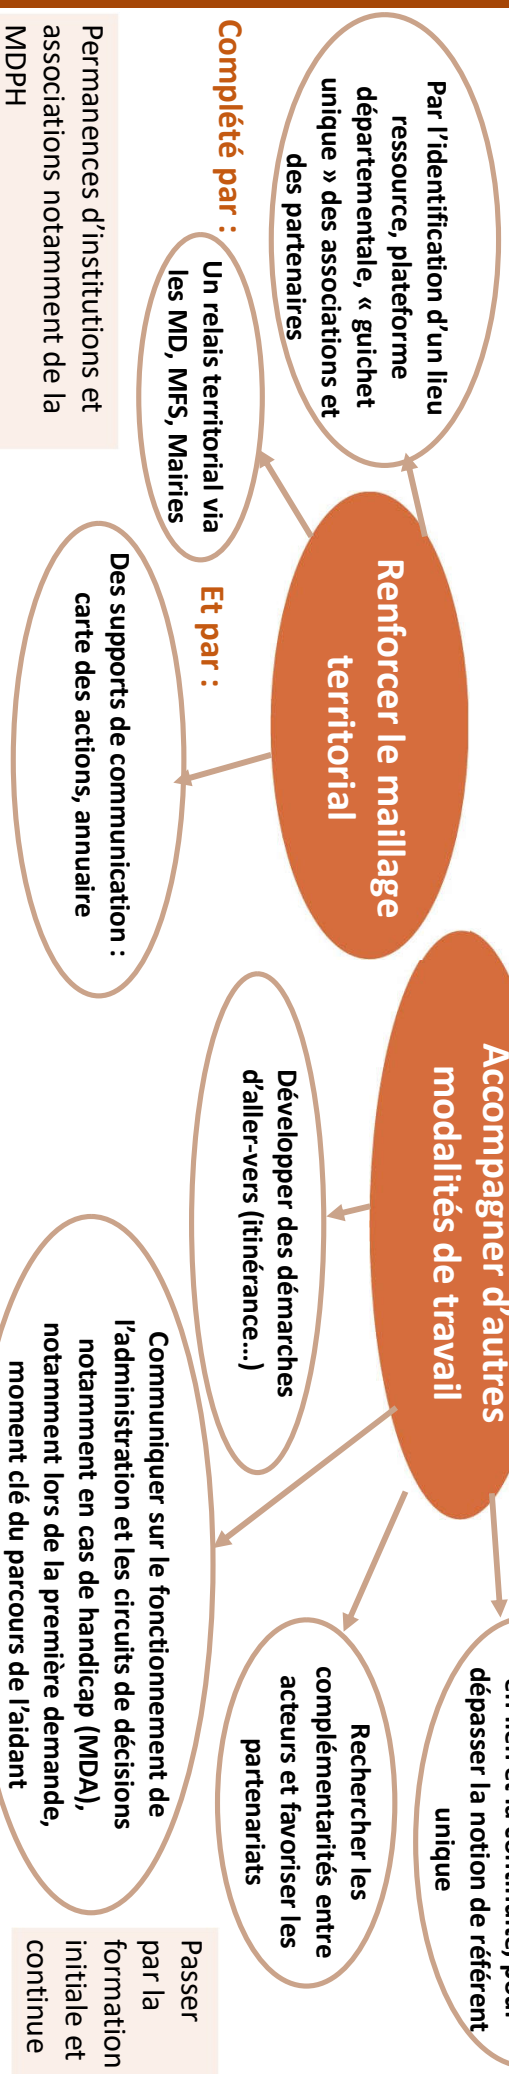 Par l’identification d’un lieu
ressource, plateforme
départementale, « guichet
unique » des associations et
des partenaires
Complété par :
Un relais territorial via
les MD, MFS, Mairies
Permanences d’institutions et
associations notamment de la
MDPH
Renforcer le maillage
territorial
Et par :
Des supports de communication :
carte des actions, annuaire
Accompagner d’autres
modalités de travail
Développer des démarches
d’aller-vers (itinérance…)
Communiquer sur le fonctionnement de
l’administration et les circuits de décisions
notamment en cas de handicap (MDA),
notamment lors de la première demande,
moment clé du parcours de l’aidant
dépasser la notion de référent
unique
Rechercher les
complémentarités entre
acteurs et favoriser les
partenariats
Passer
par la
formation
initiale et
continue